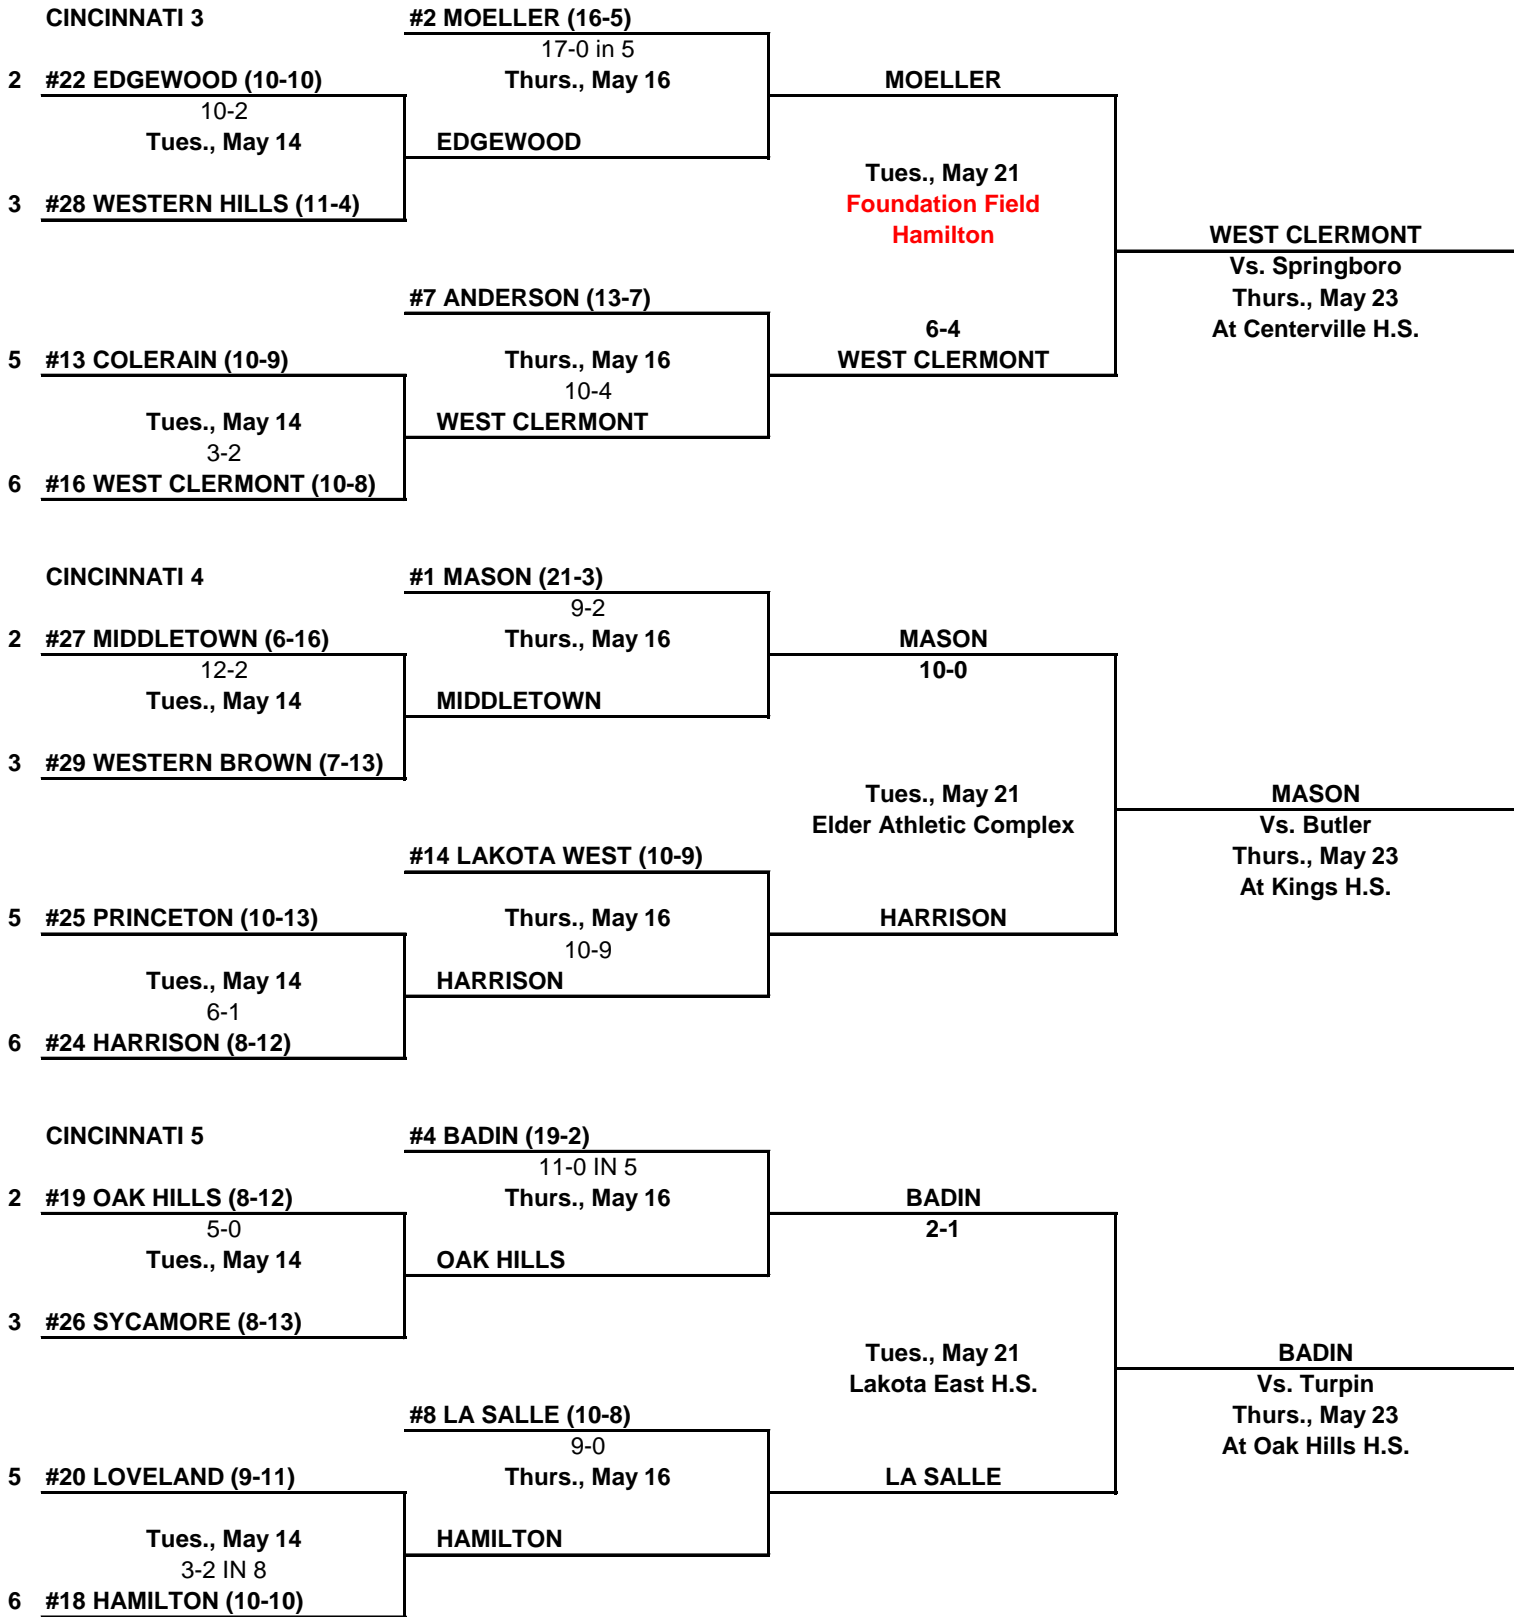 CINCINNATI 3
#2 MOELLER (16-5)
17-0 in 5
2 #22 EDGEWOOD (10-10)
Thurs., May 16
MOELLER
10-2
Tues., May 14
EDGEWOOD
Tues., May 21
3 #28 WESTERN HILLS (11-4)
Foundation Field
Hamilton
WEST CLERMONT
Vs. Springboro
#7 ANDERSON (13-7)
Thurs., May 23
6-4
At Centerville H.S.
5 #13 COLERAIN (10-9)
Thurs., May 16
WEST CLERMONT
10-4
Tues., May 14
WEST CLERMONT
3-2
6 #16 WEST CLERMONT (10-8)
CINCINNATI 4
#1 MASON (21-3)
9-2
2 #27 MIDDLETOWN (6-16)
Thurs., May 16
MASON
12-2
10-0
Tues., May 14
MIDDLETOWN
3 #29 WESTERN BROWN (7-13)
Tues., May 21
MASON
Elder Athletic Complex
Vs. Butler
#14 LAKOTA WEST (10-9)
Thurs., May 23
At Kings H.S.
5 #25 PRINCETON (10-13)
Thurs., May 16
HARRISON
10-9
Tues., May 14
HARRISON
6-1
6 #24 HARRISON (8-12)
CINCINNATI 5
#4 BADIN (19-2)
11-0 IN 5
2 #19 OAK HILLS (8-12)
Thurs., May 16
BADIN
5-0
2-1
Tues., May 14
OAK HILLS
3 #26 SYCAMORE (8-13)
Tues., May 21
BADIN
Lakota East H.S.
Vs. Turpin
#8 LA SALLE (10-8)
Thurs., May 23
9-0
At Oak Hills H.S.
5 #20 LOVELAND (9-11)
Thurs., May 16
LA SALLE
Tues., May 14
HAMILTON
3-2 IN 8
6 #18 HAMILTON (10-10)